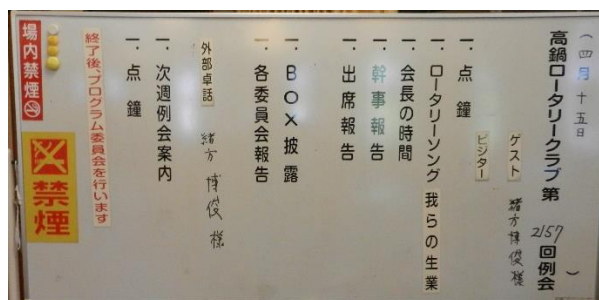 (四月十五日)
高鍋ロータリークラブ第2157回例会
ゲスト 緒方博俊様
ビジター
一.点鐘
一.ロータリーソング 我らの生業
一.会長の時間
一.幹事報告
一.出席報告
一.BOX披露
一.各委員会報告
外部卓話 緒方博俊様
一.次週例会案内
一.点鐘
終了後、プログラム委員会を行います
場内禁煙
禁煙